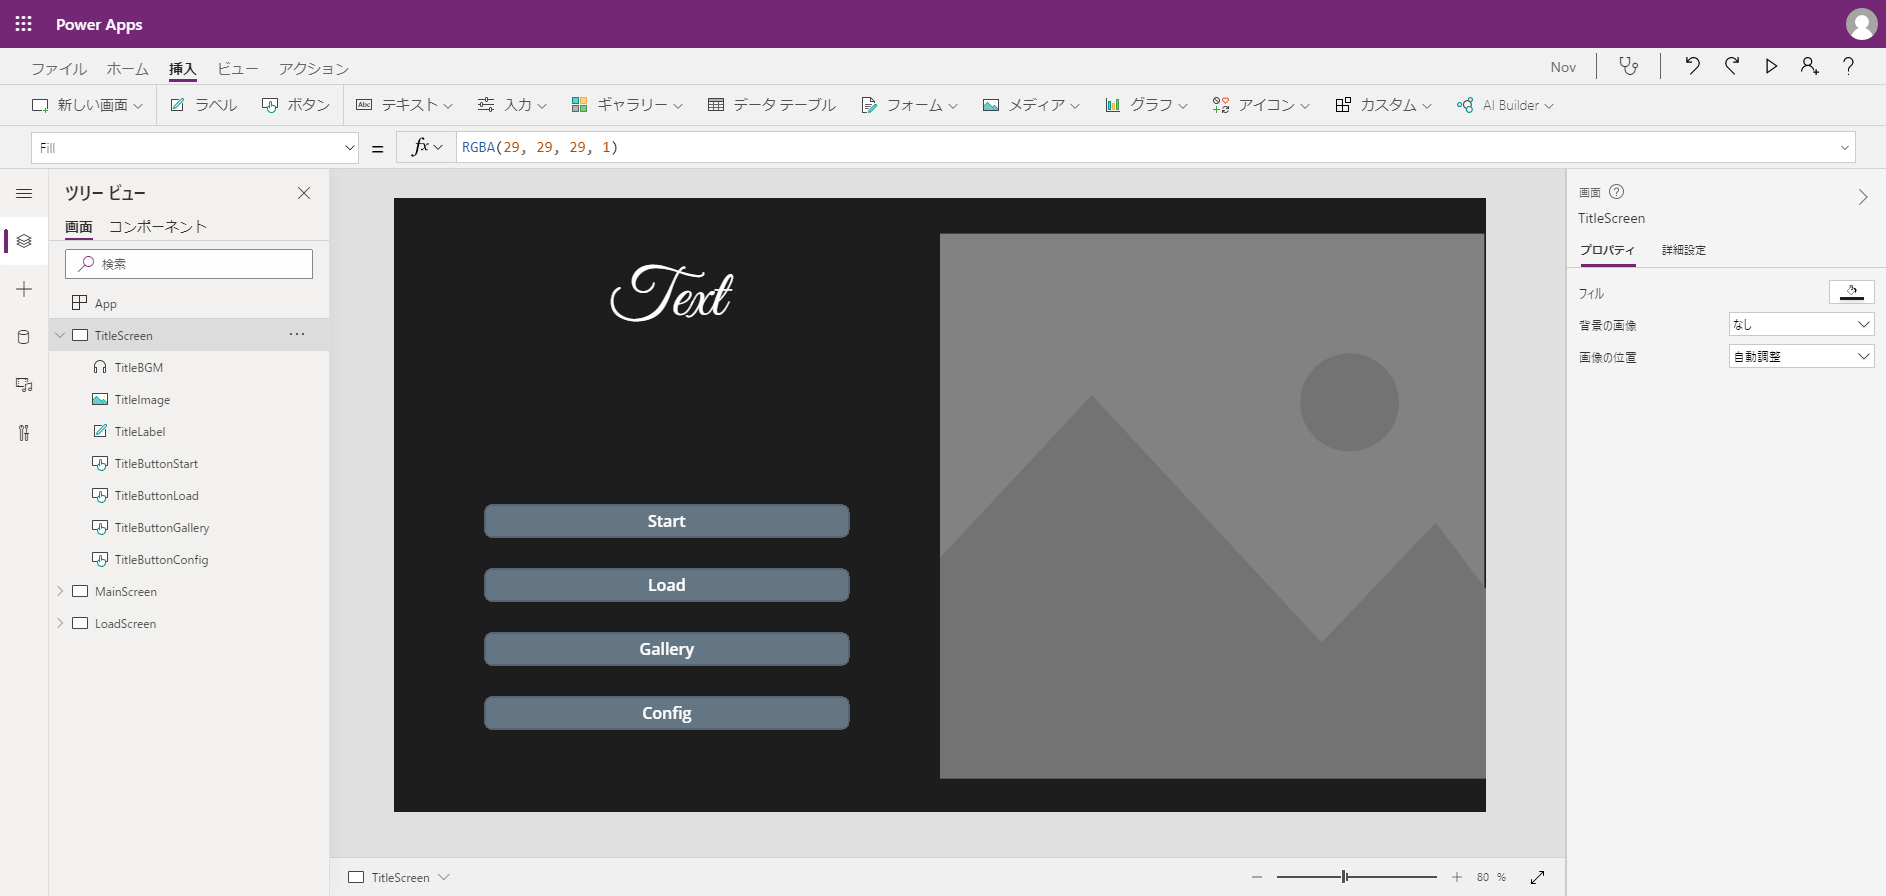 Power Apps
ファイル ホーム 挿入 ビュー アクション Nov
新しい画面 ラベル ボタン Abc テキスト 入力 ギャラリー データ テーブル フォーム メディア グラフ アイコン カスタム AI Builder
Fill = fx RGBA(29, 29, 29, 1)
ツリー ビュー
画面 コンポーネント
検索
App
TitleScreen ...
TitleBGM
TitleImage
TitleLabel
TitleButtonStart
TitleButtonLoad
TitleButtonGallery
TitleButtonConfig
MainScreen
LoadScreen
Text
Start
Load
Gallery
Config
画面
TitleScreen
プロパティ 詳細設定
フィル
背景の画像 なし
画像の位置 自動調整
TitleScreen
80 %